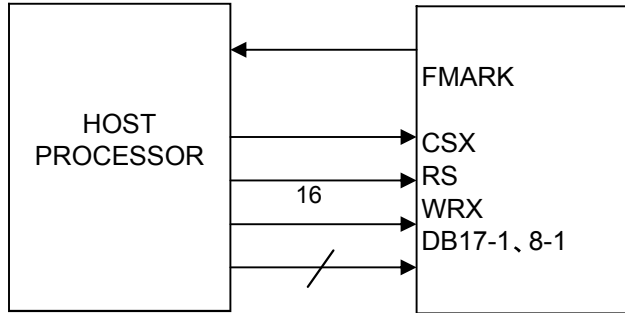 FMARK
HOST
PROCESSOR
CSX
RS
16
WRX
DB17-1、8-1